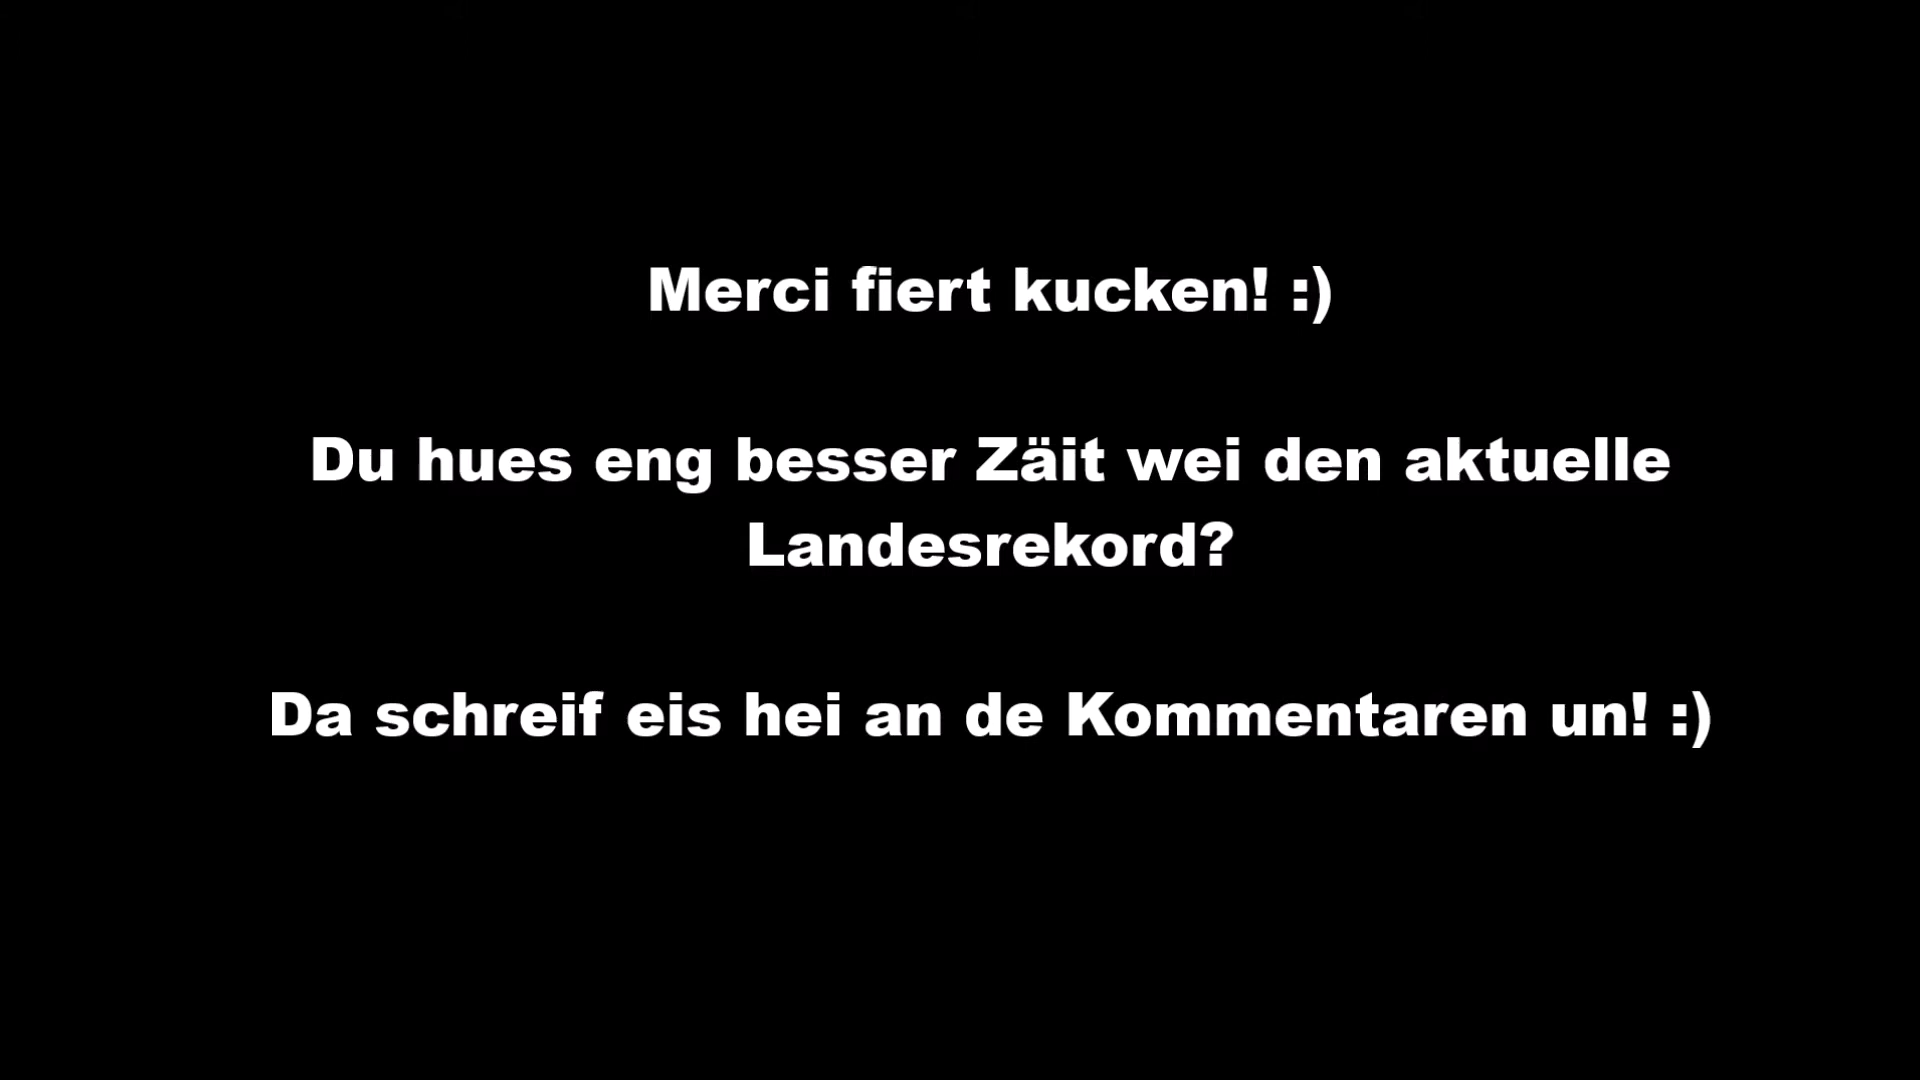 Merci fiert kucken! :)
Du hues eng besser Zäit wei den aktuelle
Landesrekord?
Da schreif eis hei an de Kommentaren un! :)